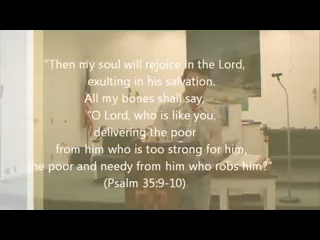 "Then my soul will rejoice in the Lord,
exulting in his salvation.
All my bones shall say,
"O Lord, who is like you,
delivering the poor
from him who is too strong for him,
the poor and needy from him who robs him?"
(Psalm 35:9-10)